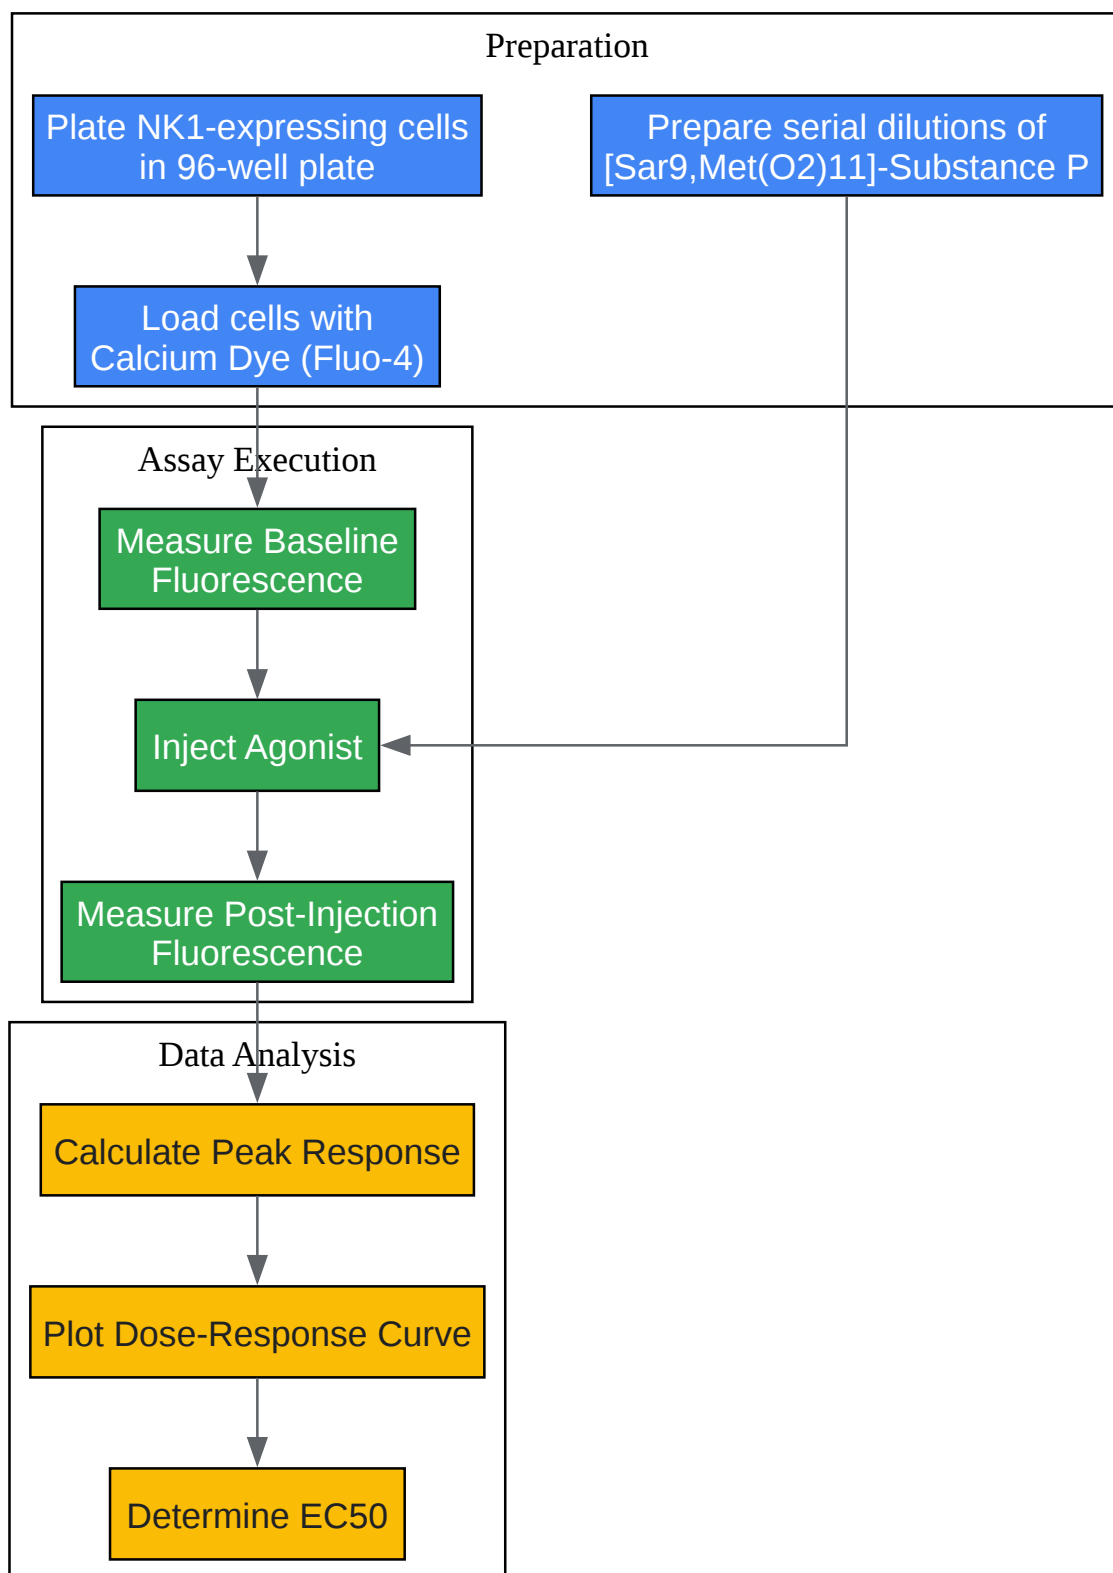 Preparation
Plate NK1-expressing cells
in 96-well plate
Prepare serial dilutions of
[Sar9,Met(O2)11]-Substance P
Load cells with
Calcium Dye (Fluo-4)
Assay Execution
Measure Baseline
Fluorescence
Inject Agonist
Measure Post-Injection
Fluorescence
Data Analysis
Calculate Peak Response
Plot Dose-Response Curve
Determine EC50